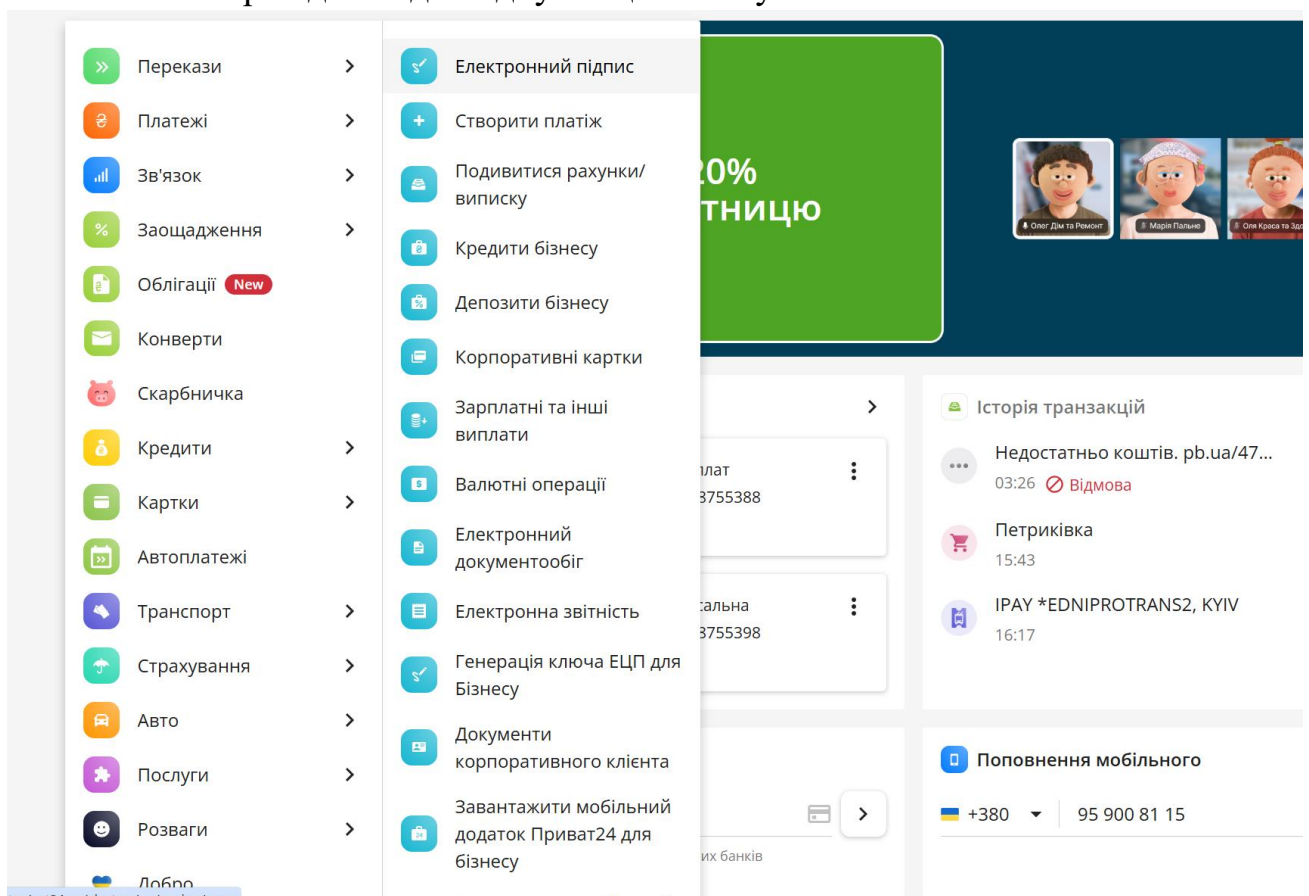 Перекази
Платежі
Зв'язок
Заощадження
Облігації New
Конверти
Скарбничка
Кредити
Картки
Автоплатежі
Транспорт
Страхування
Авто
Послуги
Розваги
Добро
Електронний підпис
Створити платіж
Подивитися рахунки/
виписку
Кредити бізнесу
Депозити бізнесу
Корпоративні картки
Зарплатні та інші
виплати
Валютні операції
Електронний
документообіг
Електронна звітність
Генерація ключа ЕЦП для
Бізнесу
Документи
корпоративного клієнта
Завантажити мобільний
додаток Приват24 для
бізнесу
20%
тницю
Олег Дім та Ремонт
Марія Пальне
Оля Краса та Здо
плат
8755388
сальна
8755398
их банків
Історія транзакцій
Недостатньо коштів. pb.ua/47...
03:26 Відмова
Петриківка
15:43
IPAY *EDNIPROTRANS2, KYIV
16:17
Поповнення мобільного
+380 95 900 81 15